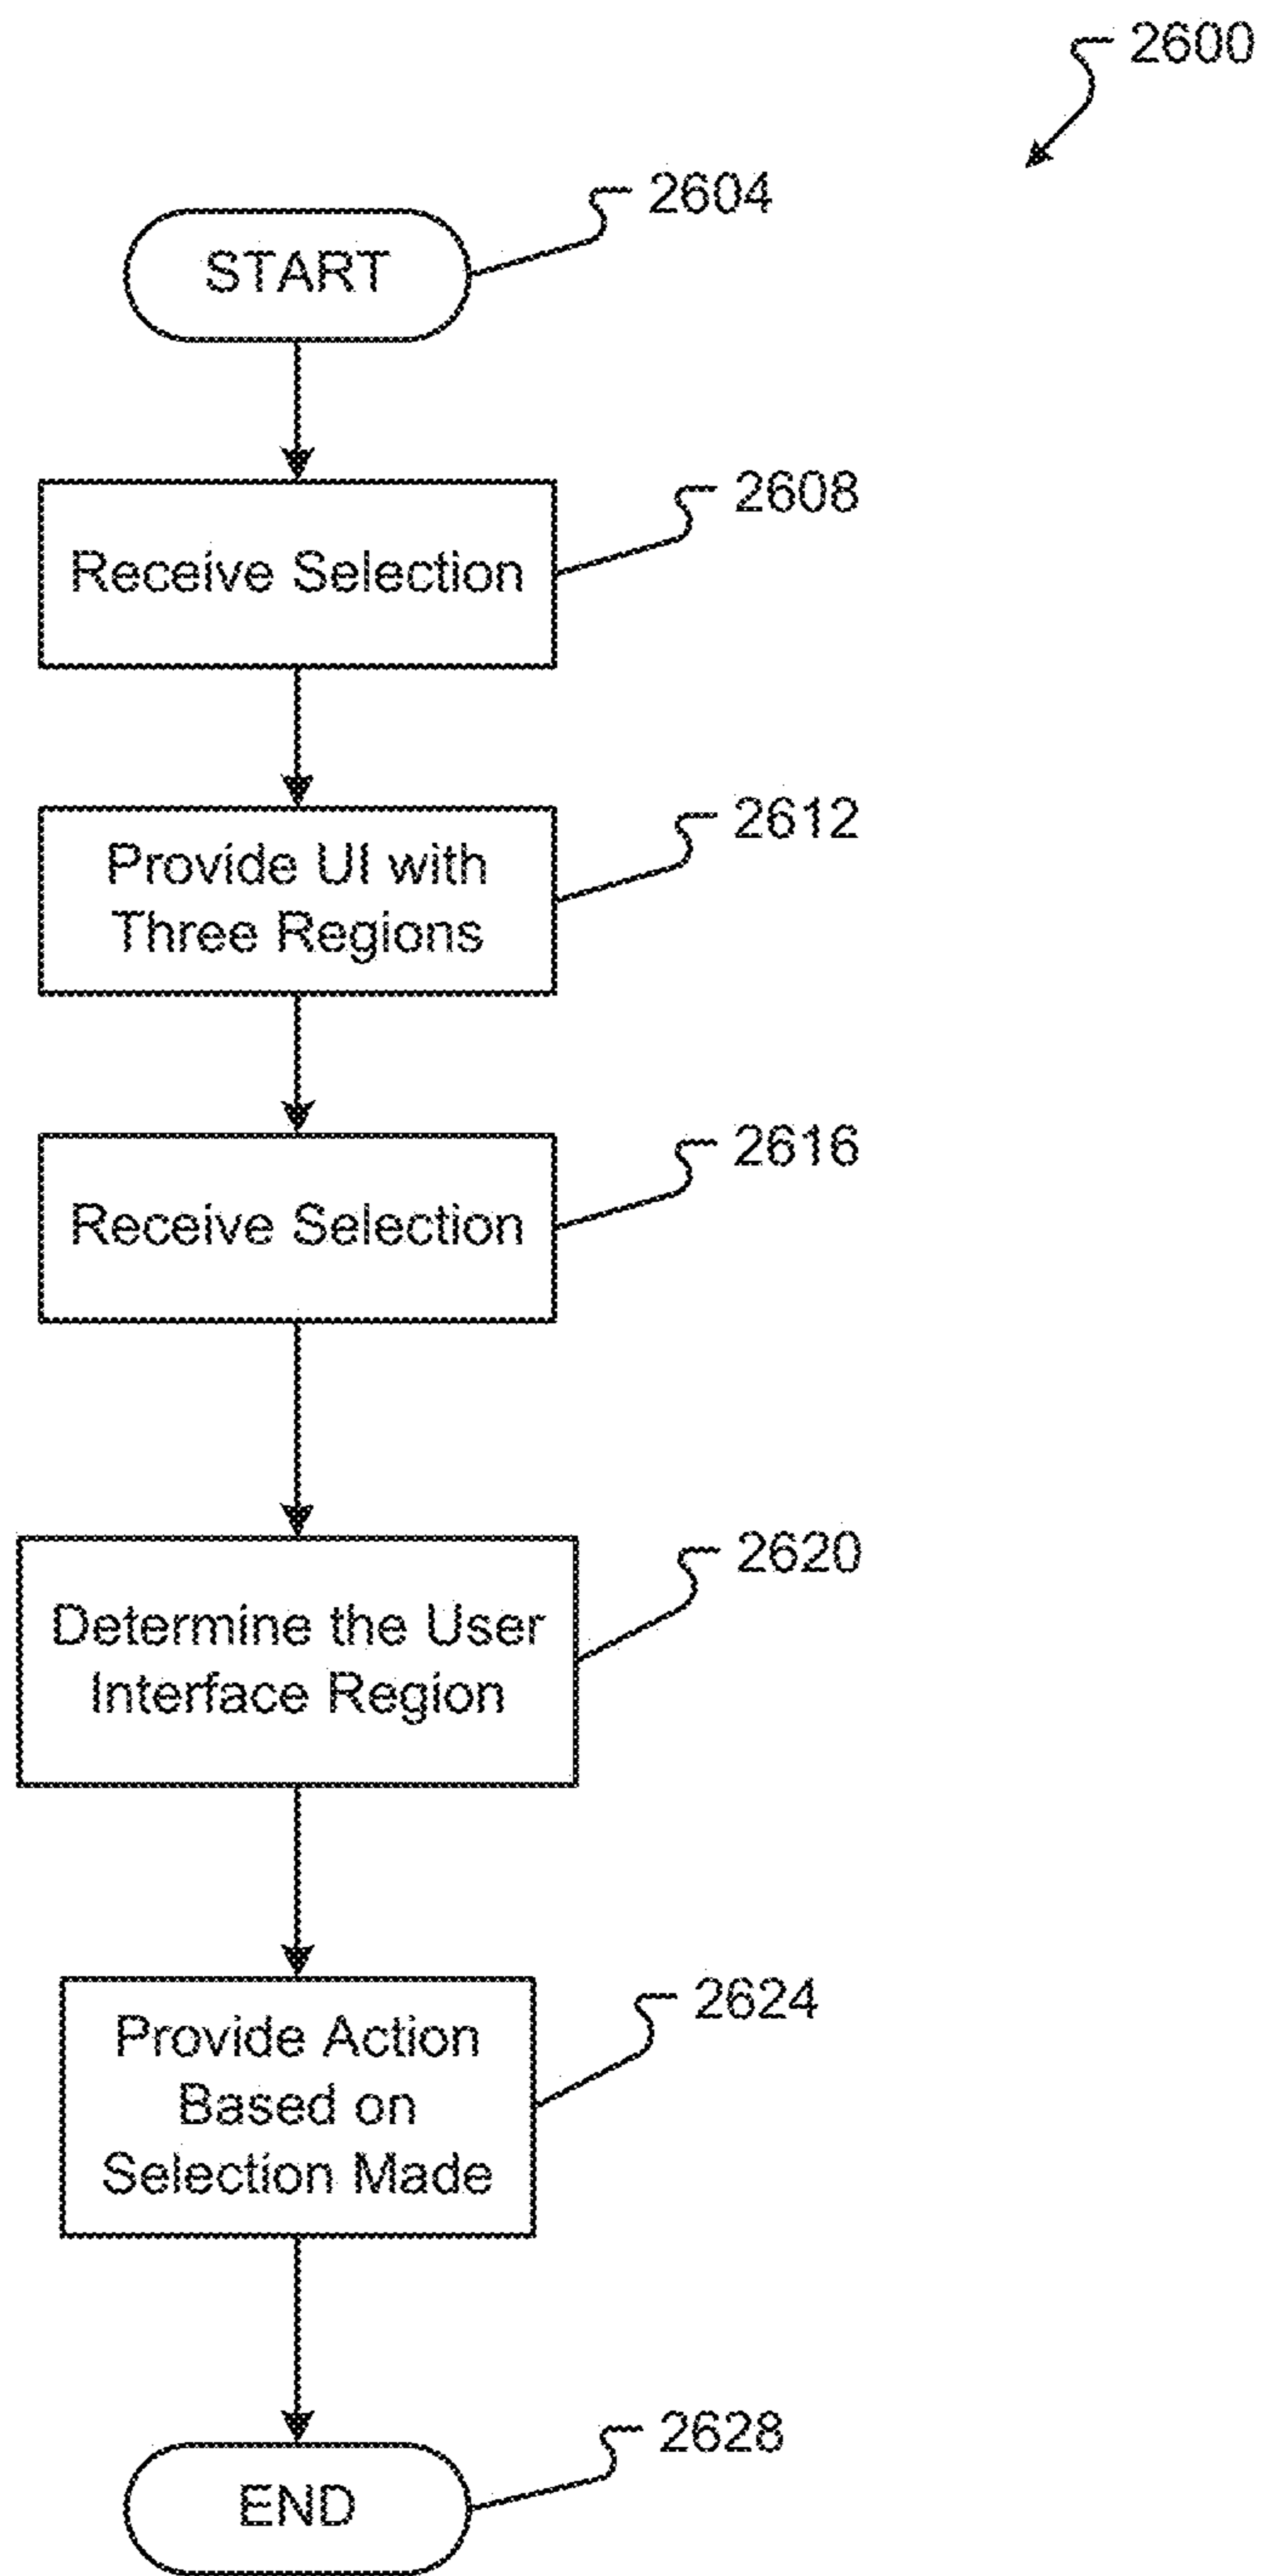 2600
2604
START
2608
Receive Selection
2612
Provide UI with
Three Regions
2616
Receive Selection
2620
Determine the User
Interface Region
2624
Provide Action
Based on
Selection Made
2628
END